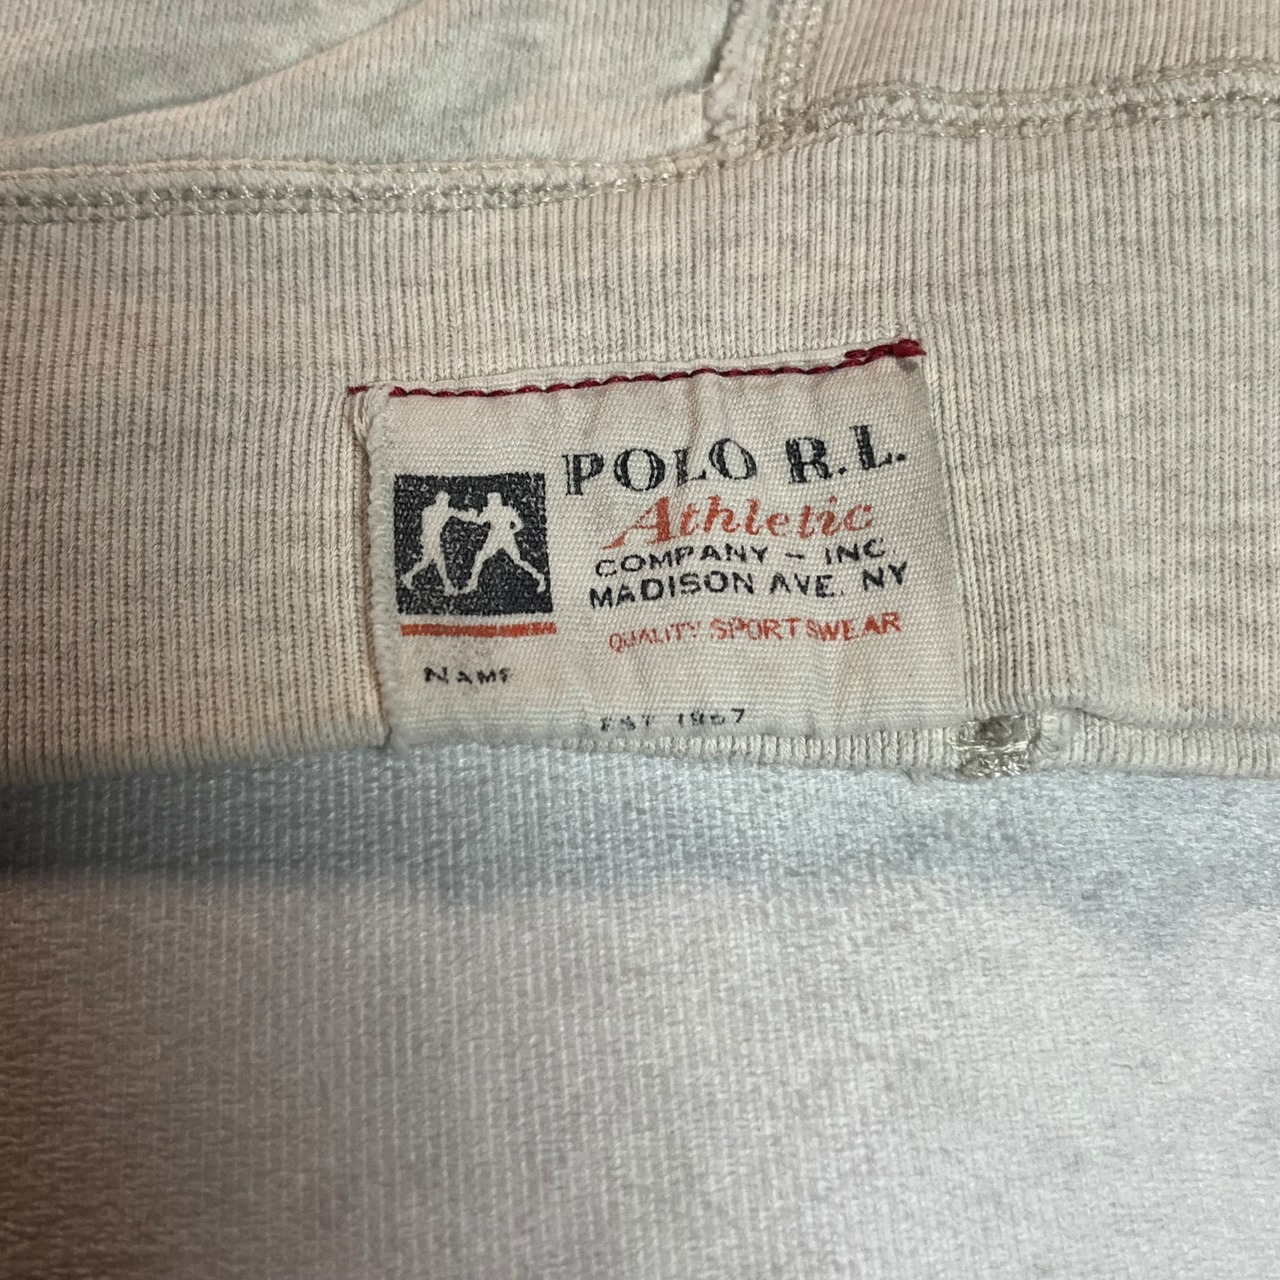 POLO R.L.
Athletic
COMPANY - INC
MADISON AVE. NY
QUALITY SPORTSWEAR
NAME
EST 1967